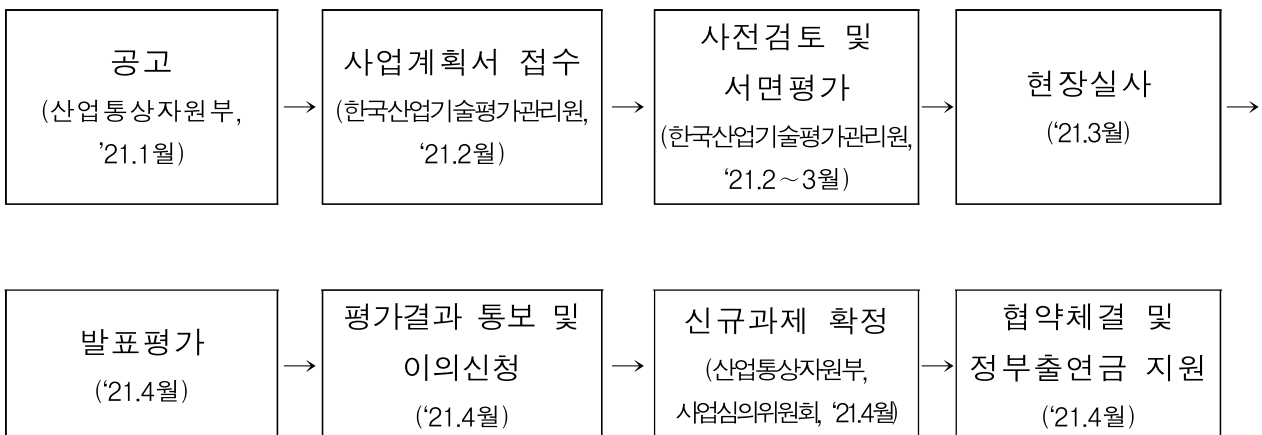 공고
(산업통상자원부,
’21.1월)
→
사업계획서 접수
(한국산업기술평가관리원,
‘21.2월)
→
사전검토 및
서면평가
(한국산업기술평가관리원,
‘21.2~3월)
→
현장실사
(‘21.3월)
→
발표평가
(‘21.4월)
→
평가결과 통보 및
이의신청
(‘21.4월)
→
신규과제 확정
(산업통상자원부,
사업심의위원회, ‘21.4월)
→
협약체결 및
정부출연금 지원
(‘21.4월)